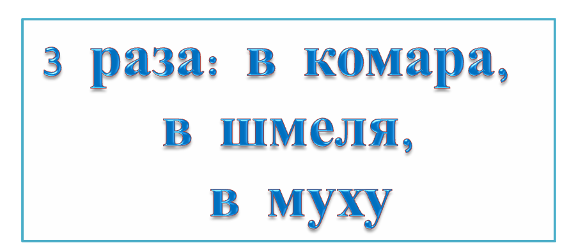 3 раза: в комара,
в шмеля,
в муху